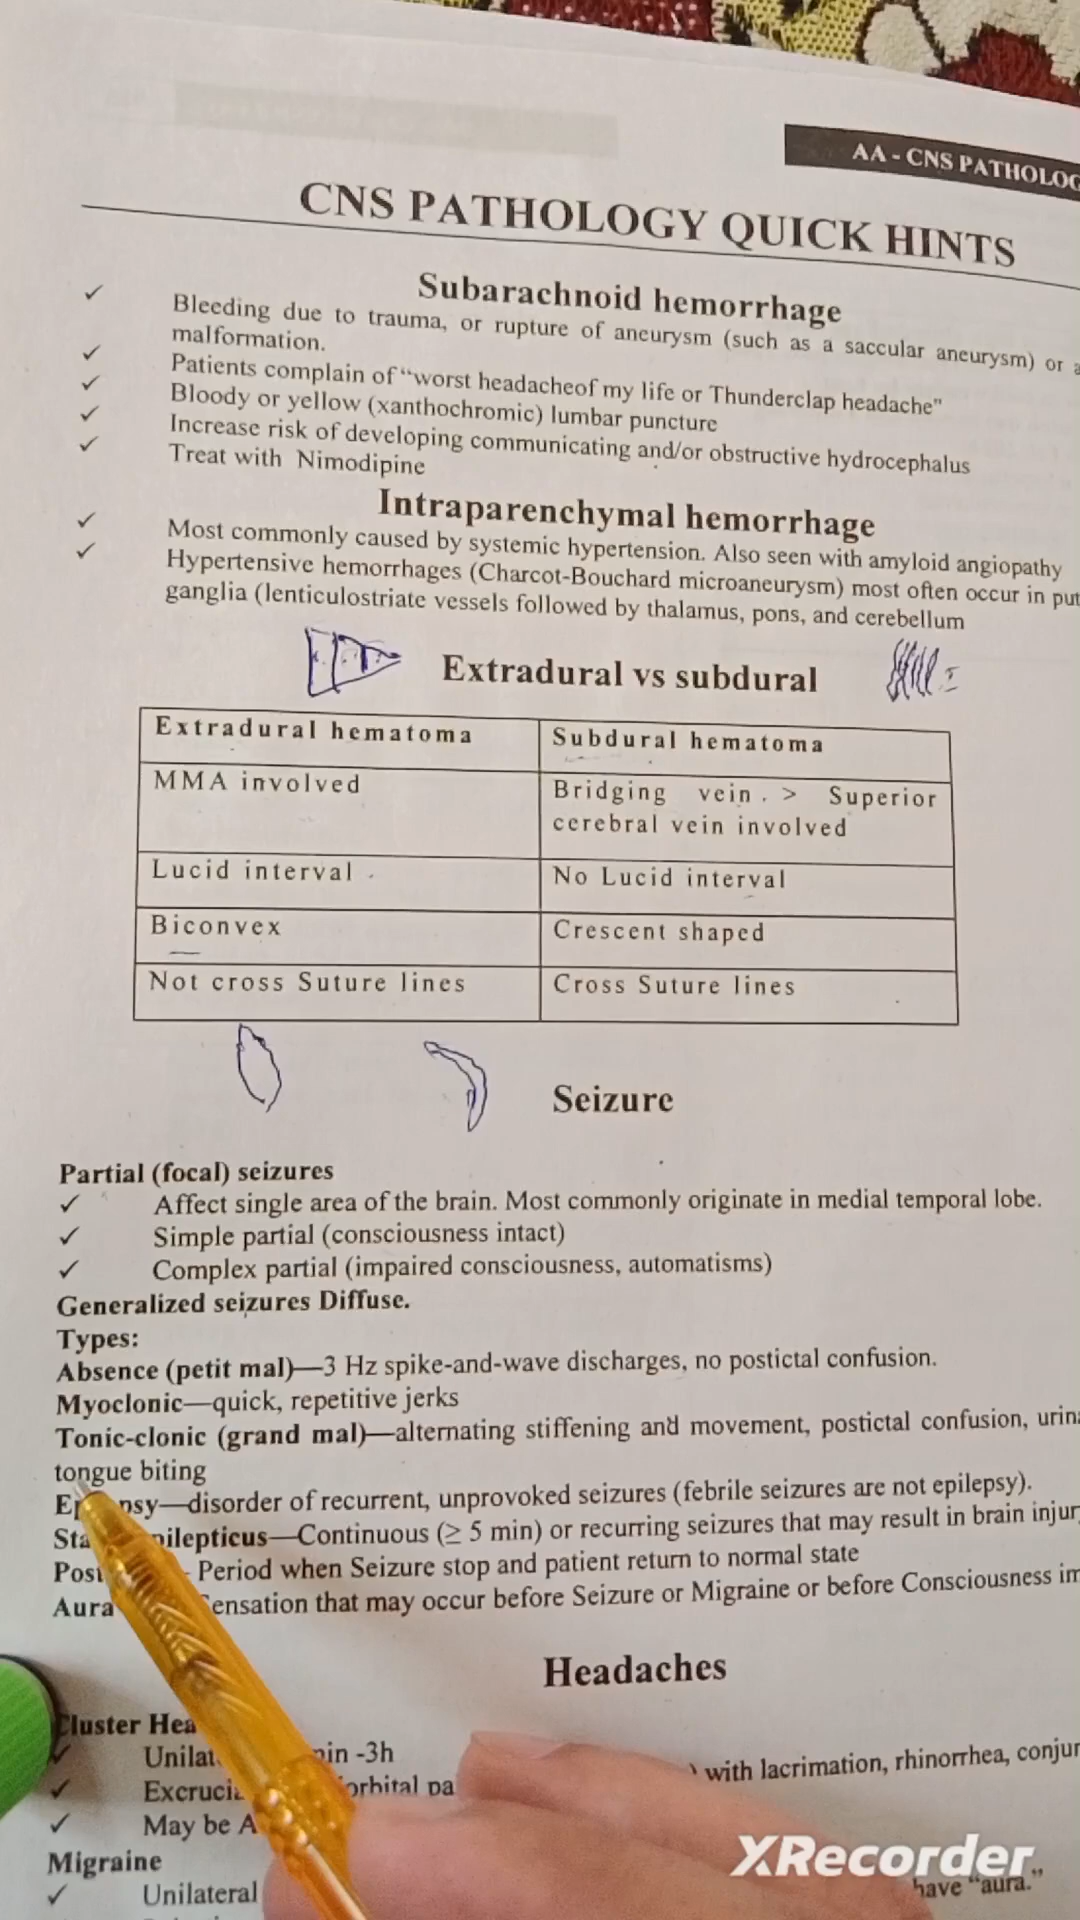 AA - CNS PATHOLOG
CNS PATHOLOGY QUICK HINTS
Subarachnoid hemorrhage
✓ Bleeding due to trauma, or rupture of aneurysm (such as a saccular aneurysm) or a
malformation.
✓ Patients complain of "worst headacheof my life or Thunderclap headache"
✓ Bloody or yellow (xanthochromic) lumbar puncture
✓ Increase risk of developing communicating and/or obstructive hydrocephalus
✓ Treat with Nimodipine
Intraparenchymal hemorrhage
✓ Most commonly caused by systemic hypertension. Also seen with amyloid angiopathy
✓ Hypertensive hemorrhages (Charcot-Bouchard microaneurysm) most often occur in put
ganglia (lenticulostriate vessels followed by thalamus, pons, and cerebellum
Extradural vs subdural
Extradural hematoma Subdural hematoma
MMA involved Bridging vein. > Superior
cerebral vein involved
Lucid interval No Lucid interval
Biconvex Crescent shaped
Not cross Suture lines Cross Suture lines
Seizure
Partial (focal) seizures
✓ Affect single area of the brain. Most commonly originate in medial temporal lobe.
✓ Simple partial (consciousness intact)
✓ Complex partial (impaired consciousness, automatisms)
Generalized seizures Diffuse.
Types:
Absence (petit mal)—3 Hz spike-and-wave discharges, no postictal confusion.
Myoclonic—quick, repetitive jerks
Tonic-clonic (grand mal)—alternating stiffening and movement, postictal confusion, urina
tongue biting
Ep psy—disorder of recurrent, unprovoked seizures (febrile seizures are not epilepsy).
Sta pilepticus—Continuous (≥ 5 min) or recurring seizures that may result in brain injur
Post - Period when Seizure stop and patient return to normal state
Aura ensation that may occur before Seizure or Migraine or before Consciousness im
Headaches
Cluster Hea
✓ Unilat in -3h ) with lacrimation, rhinorrhea, conjun
✓ Excrucia orbital pa
✓ May be A
Migraine
✓ Unilateral have "aura."
XRecorder